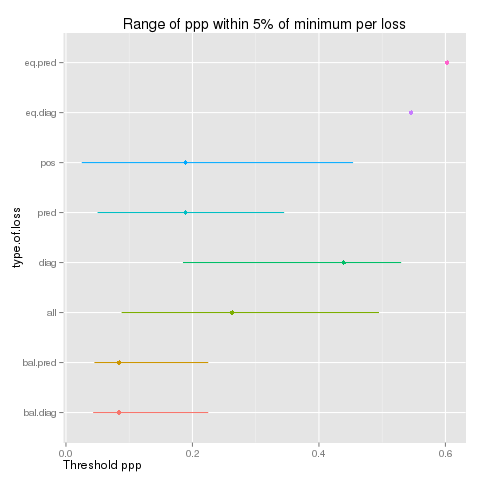 Range of ppp within 5% of minimum per loss
eq.pred
eq.diag
pos
pred
diag
all
bal.pred
bal.diag
type.of.loss
0.0 0.2 0.4 0.6
Threshold ppp